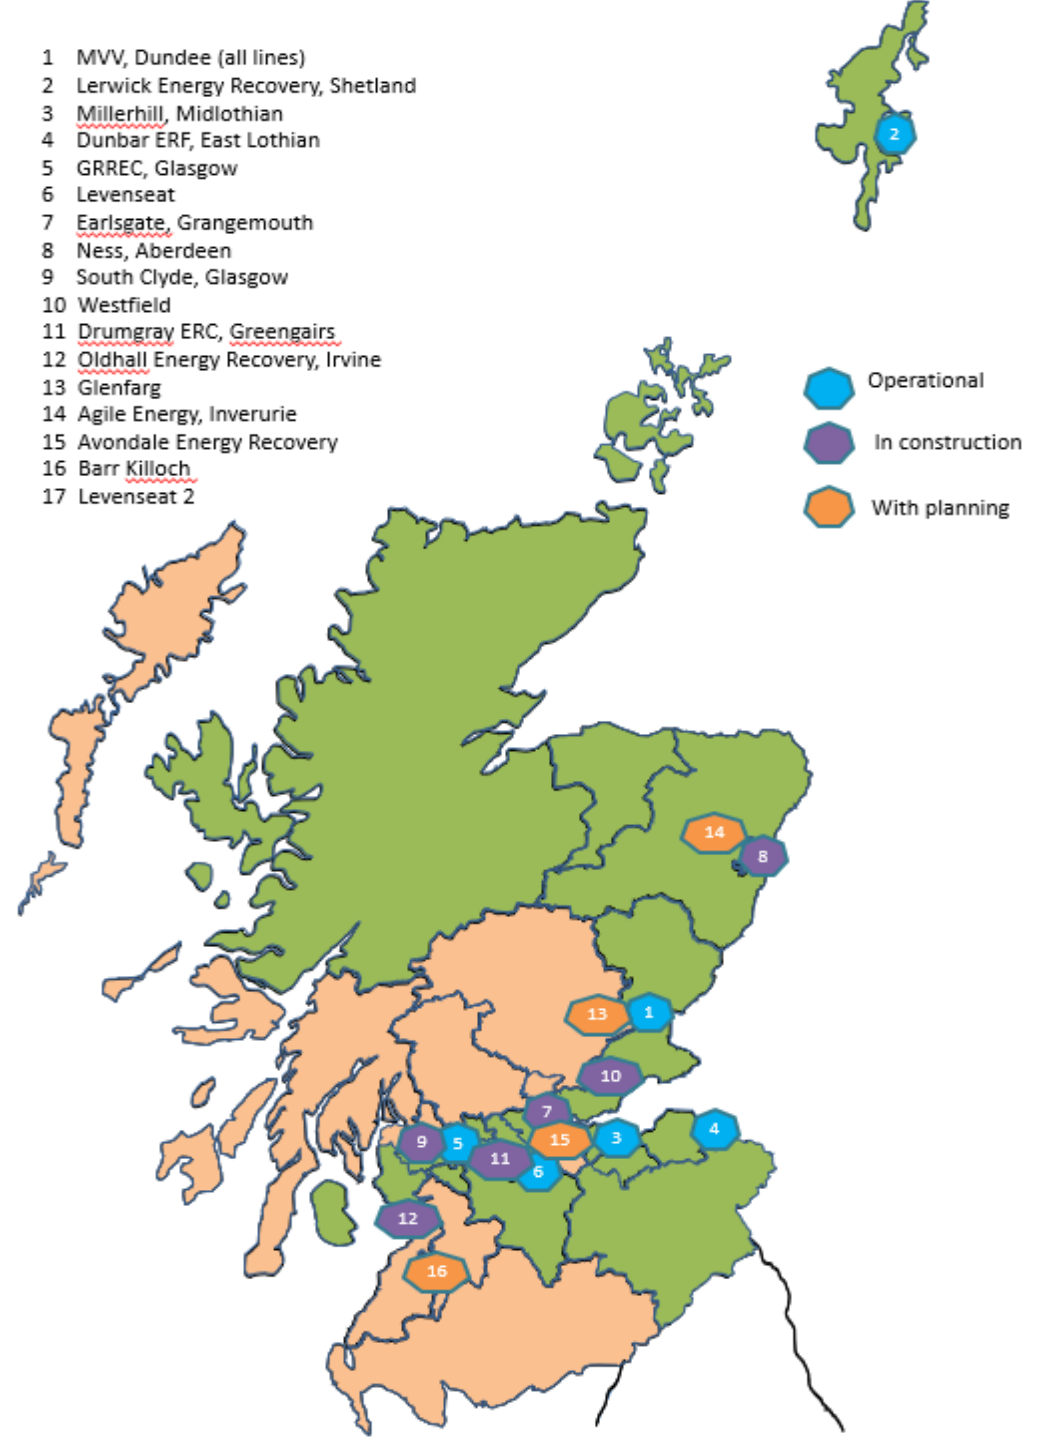 1 MVV, Dundee (all lines)
2 Lerwick Energy Recovery, Shetland
3 Millerhill, Midlothian
4 Dunbar ERF, East Lothian
5 GRREC, Glasgow
6 Levenseat
7 Earlsgate, Grangemouth
8 Ness, Aberdeen
9 South Clyde, Glasgow
10 Westfield
11 Drumgray ERC, Greengairs
12 Oldhall Energy Recovery, Irvine
13 Glenfarg
14 Agile Energy, Inverurie
15 Avondale Energy Recovery
16 Barr Killoch
17 Levenseat 2
2
Operational
In construction
With planning
14
8
13
1
10
7
9
5
11
15
6
3
4
12
16